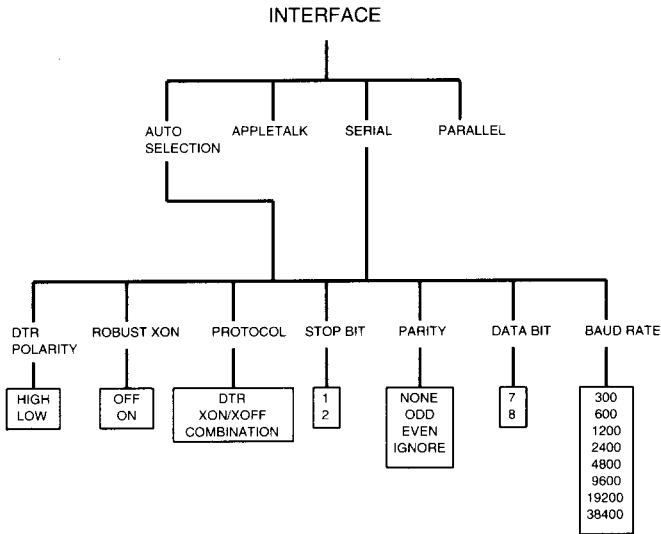 INTERFACE
AUTO
SELECTION
APPLETALK
SERIAL
PARALLEL
DTR
POLARITY
ROBUST XON
PROTOCOL
STOP BIT
PARITY
DATA BIT
BAUD RATE
HIGH
LOW
OFF
ON
DTR
XON/XOFF
COMBINATION
1
2
NONE
ODD
EVEN
IGNORE
7
8
300
600
1200
2400
4800
9600
19200
38400